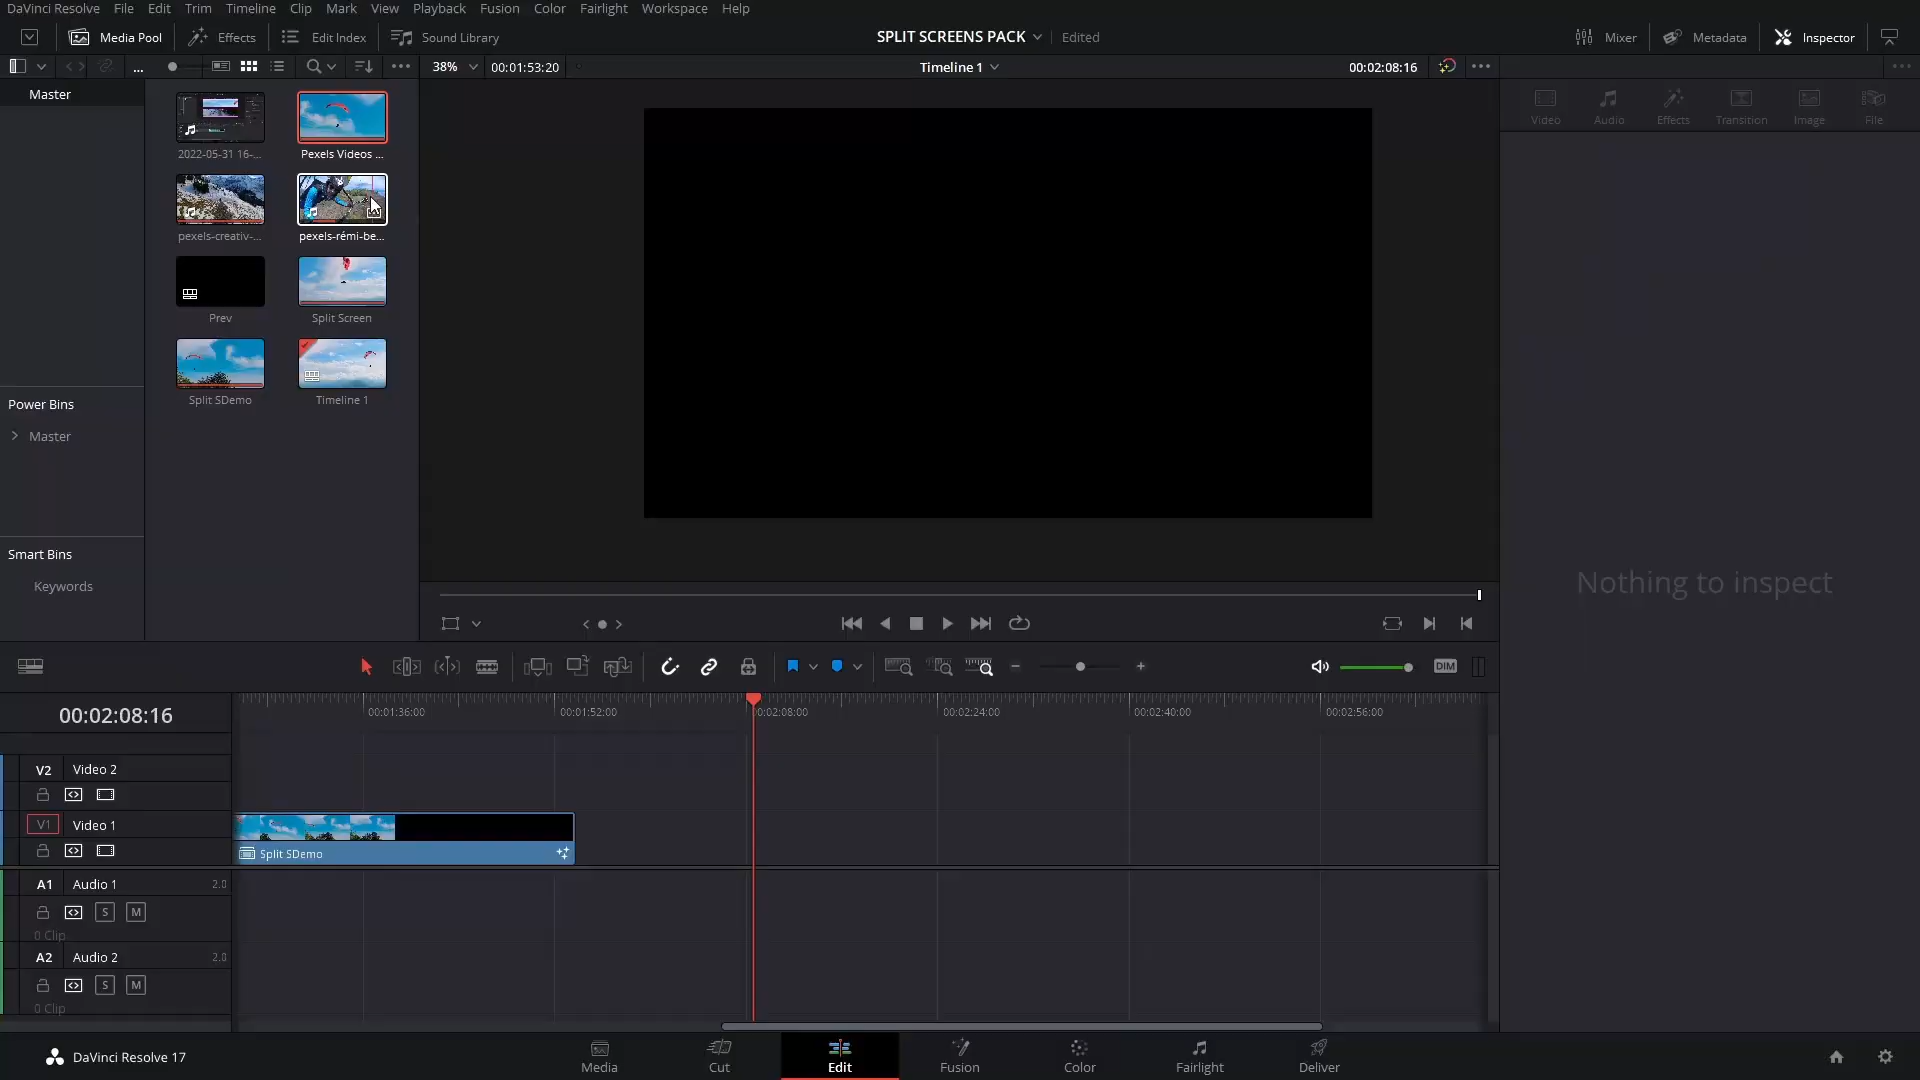 DaVinci Resolve File Edit Trim Timeline Clip Mark View Playback Fusion Color Fairlight Workspace Help
Media Pool Effects Edit Index Sound Library SPLIT SCREENS PACK Edited Mixer Metadata Inspector
... 38% 00:01:53:20 Timeline 1 00:02:08:16
Master
Video Audio Effects Transition Image File
2022-05-31 16-... Pexels Videos ...
pexels-creativ-... pexels-rémi-be...
Prev Split Screen
Split SDemo Timeline 1
Power Bins
Master
Smart Bins
Keywords
Nothing to inspect
DIM
00:02:08:16
00:01:36:00 00:01:52:00 00:02:08:00 00:02:24:00 00:02:40:00 00:02:56:00
V2 Video 2
V1 Video 1
Split SDemo
A1 Audio 1 2.0
S M
0 Clip
A2 Audio 2 2.0
S M
0 Clip
DaVinci Resolve 17
Media Cut Edit Fusion Color Fairlight Deliver